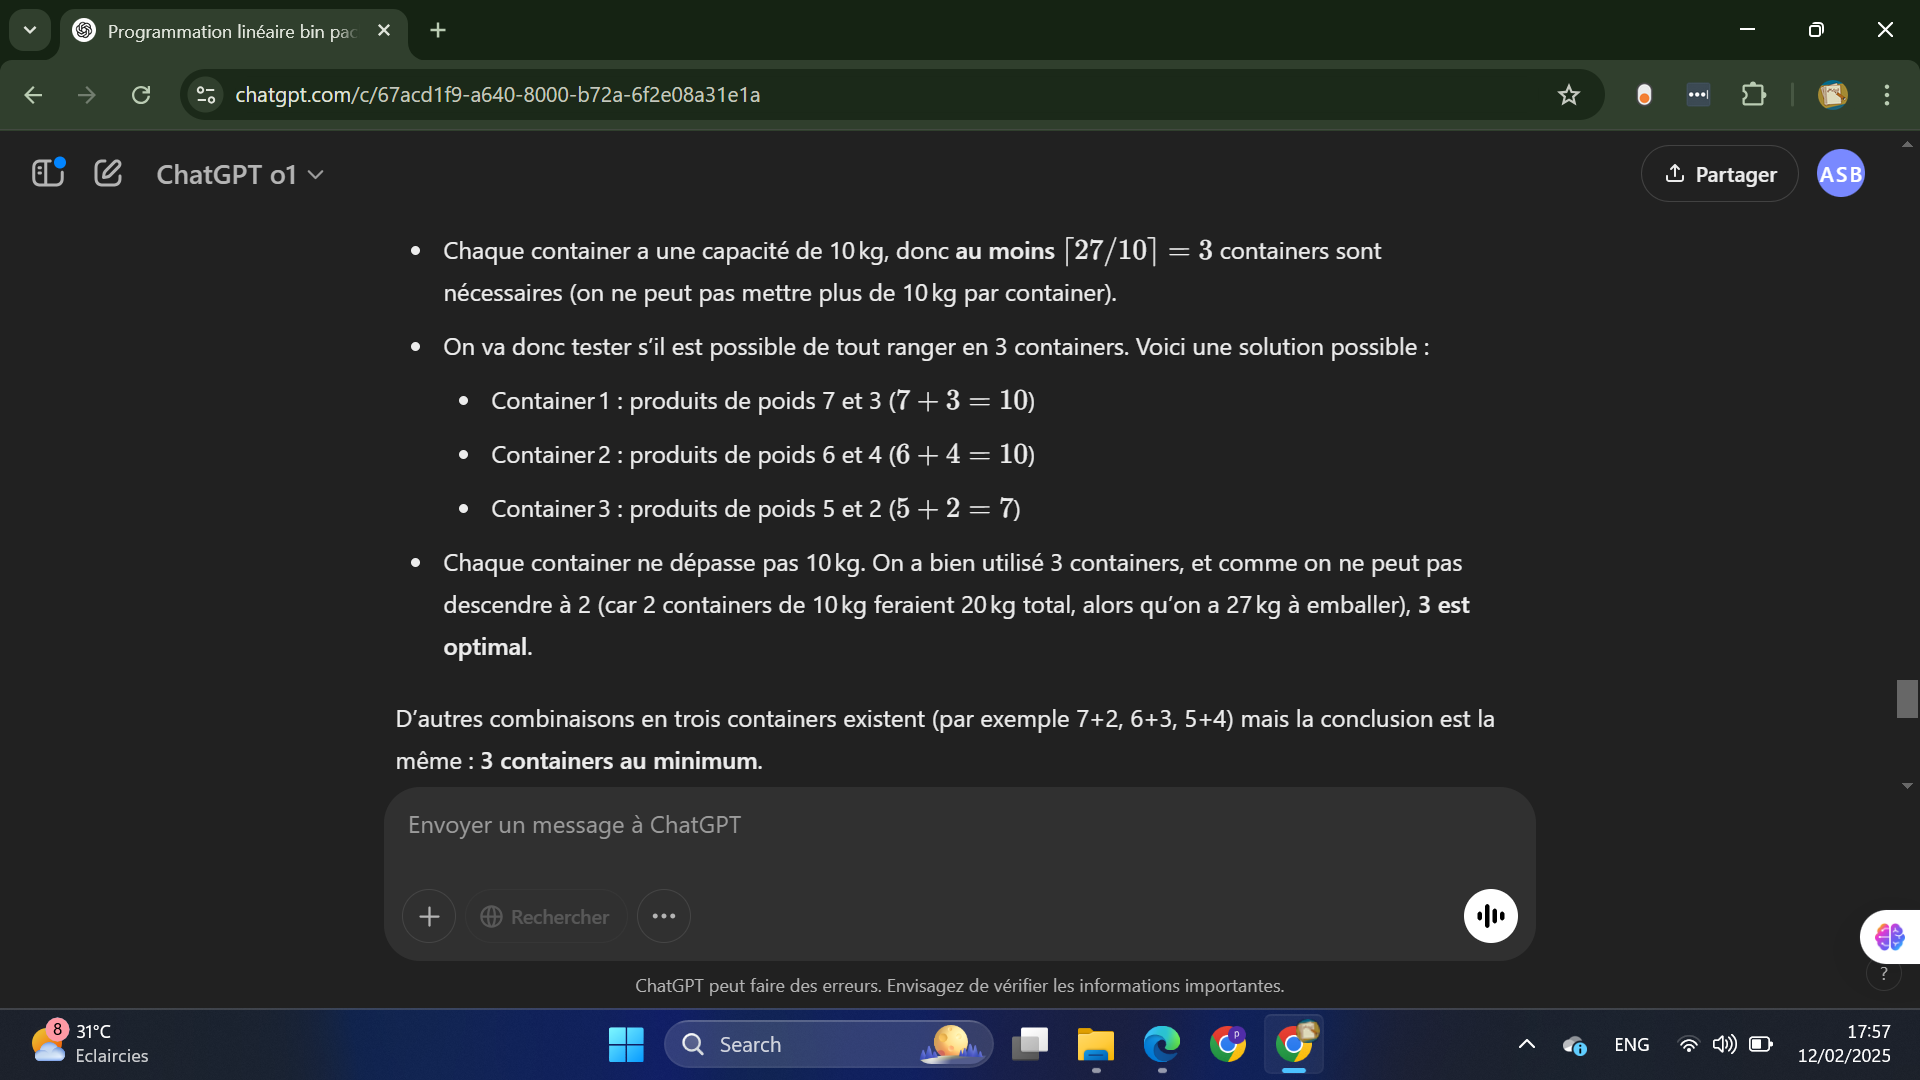 Programmation linéaire bin pac
chatgpt.com/c/67acd1f9-a640-8000-b72a-6f2e08a31e1a
ChatGPT o1
Partager
ASB
Chaque container a une capacité de 10 kg, donc au moins ⌈27/10⌉ = 3 containers sont
nécessaires (on ne peut pas mettre plus de 10 kg par container).
On va donc tester s’il est possible de tout ranger en 3 containers. Voici une solution possible :
Container 1 : produits de poids 7 et 3 (7 + 3 = 10)
Container 2 : produits de poids 6 et 4 (6 + 4 = 10)
Container 3 : produits de poids 5 et 2 (5 + 2 = 7)
Chaque container ne dépasse pas 10 kg. On a bien utilisé 3 containers, et comme on ne peut pas
descendre à 2 (car 2 containers de 10 kg feraient 20 kg total, alors qu’on a 27 kg à emballer), 3 est
optimal.
D’autres combinaisons en trois containers existent (par exemple 7+2, 6+3, 5+4) mais la conclusion est la
même : 3 containers au minimum.
Envoyer un message à ChatGPT
Rechercher
?
ChatGPT peut faire des erreurs. Envisagez de vérifier les informations importantes.
8
31°C
Eclaircies
Search
p
ENG
17:57
12/02/2025